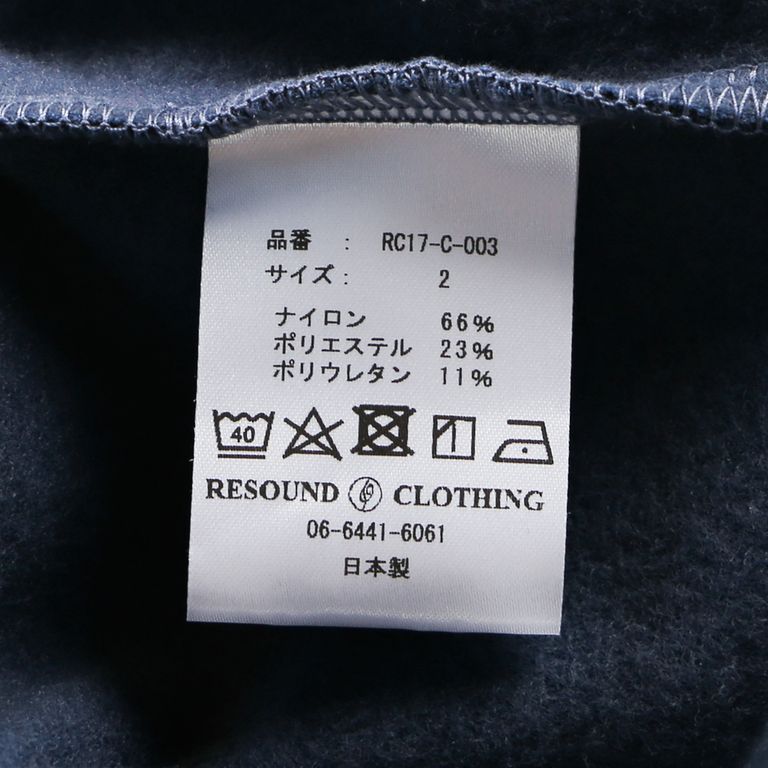 品番 : RC17-C-003
サイズ : 2
ナイロン 66%
ポリエステル 23%
ポリウレタン 11%
40
RESOUND CLOTHING
06-6441-6061
日本製